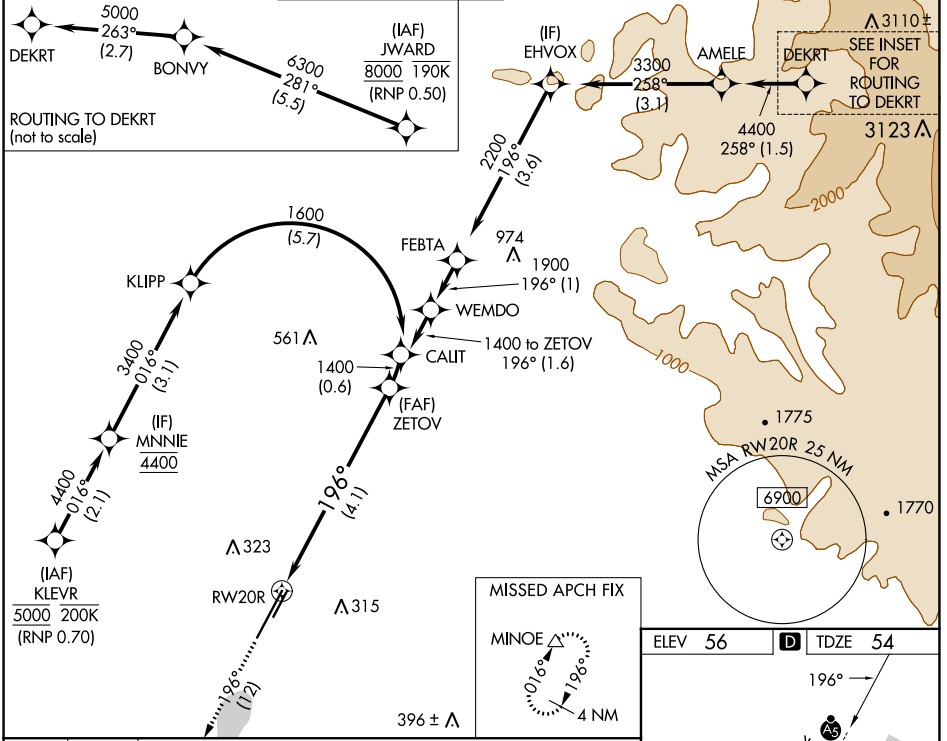 5000
263°
(2.7)
DEKRT
BONVY
6300
281°
(5.5)
(IAF)
JWARD
8000 190K
(RNP 0.50)
ROUTING TO DEKRT
(not to scale)
(IF)
EHVOX
3300
258°
(3.1)
AMELE
DEKRT
4400
258° (1.5)
3110 ±
SEE INSET
FOR
ROUTING
TO DEKRT
3123
2000
2200
196°
(3.6)
1600
(5.7)
KLIPP
FEBTA
974
1900
196° (1)
WEMDO
561
1400
(0.6)
CALIT
1400 to ZETOV
196° (1.6)
(FAF)
ZETOV
1000
3400
016°
(3.1)
(IF)
MNNIE
4400
4400
016°
(2.1)
(IAF)
KLEVR
5000 200K
(RNP 0.70)
196°
(4.1)
323
RW20R
315
196°
(12)
396 ±
1775
MSA RW20R 25 NM
6900
1770
MISSED APCH FIX
MINOE
016°
196°
4 NM
ELEV 56
D
TDZE 54
196°
A5